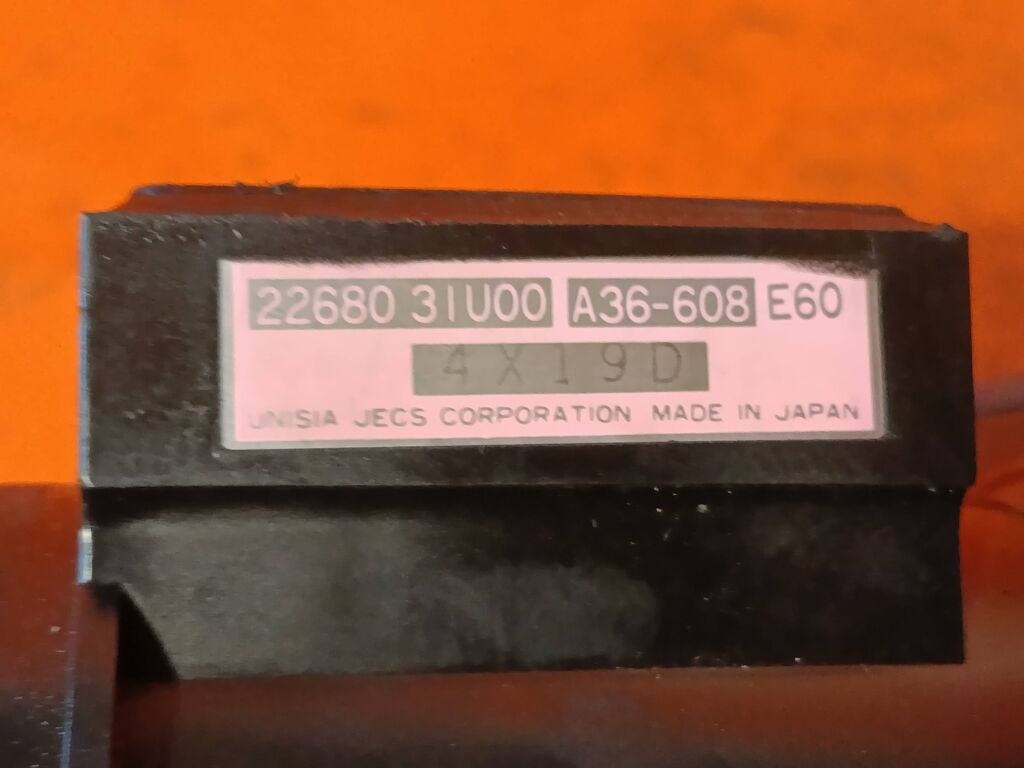 22680 31U00 A36-608 E60
4X19D
UNISIA JECS CORPORATION MADE IN JAPAN